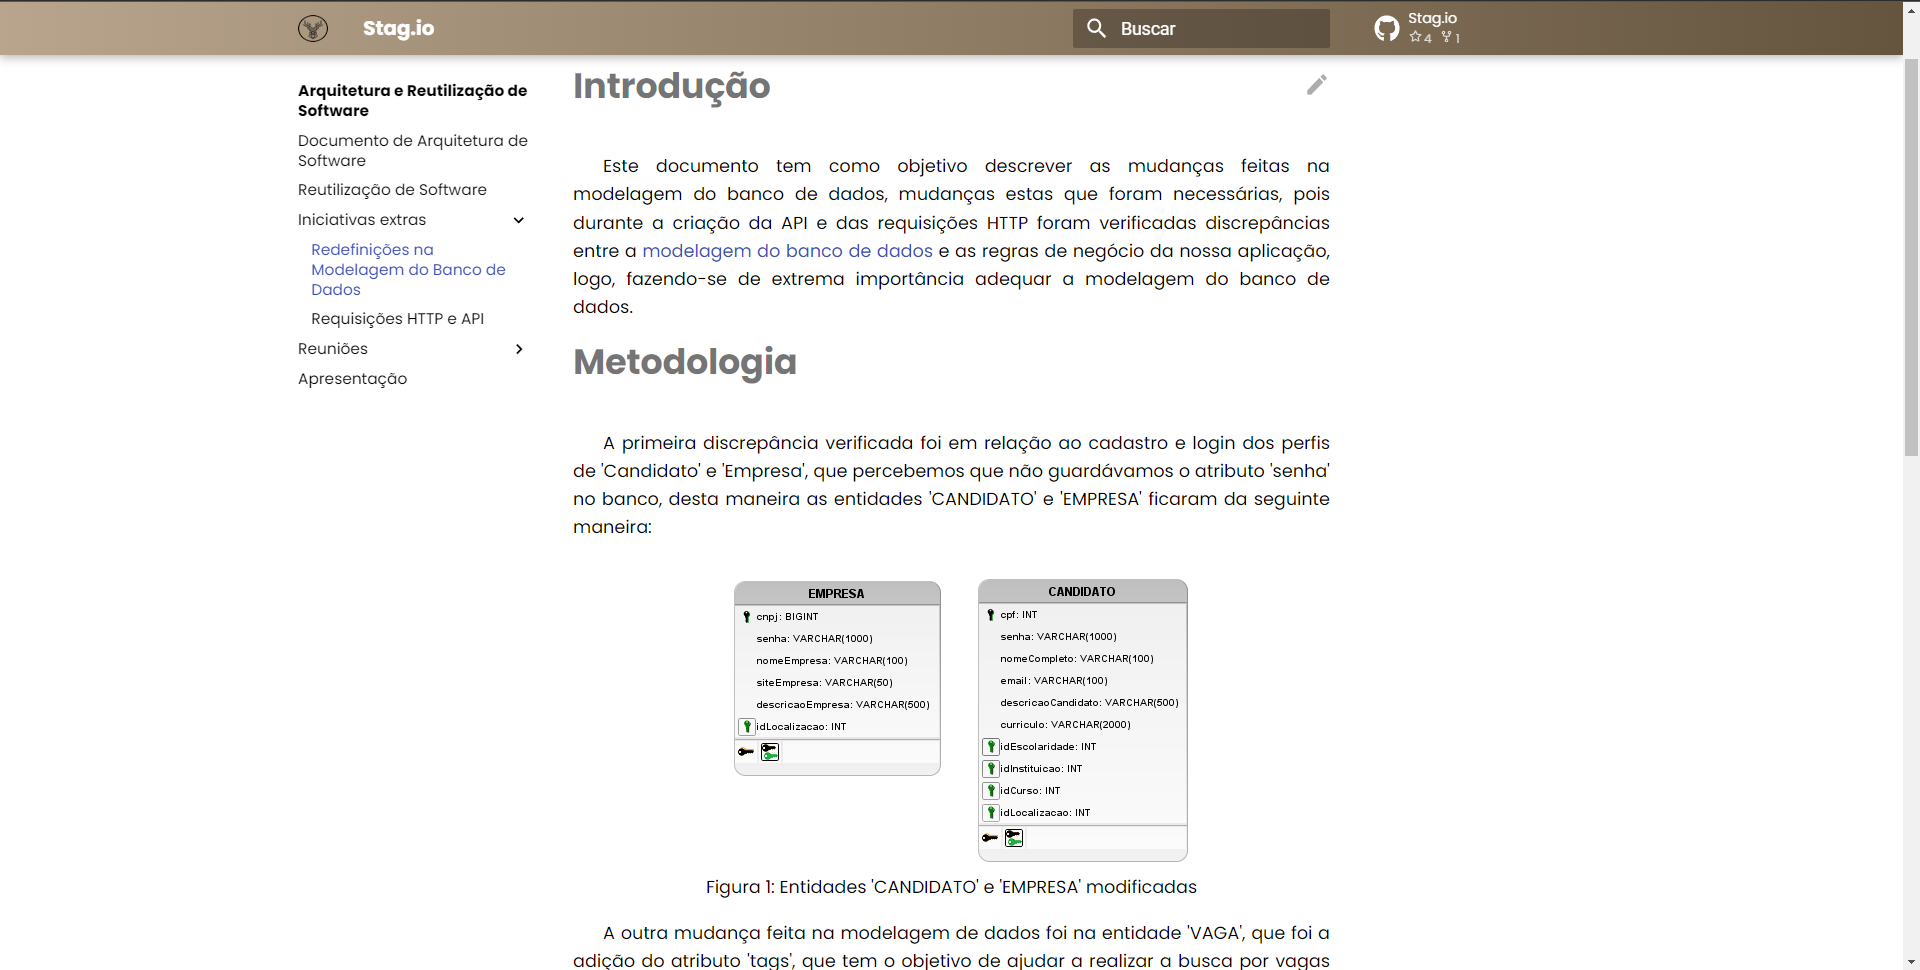 Stag.io
Buscar
Stag.io
4 1
Arquitetura e Reutilização de
Software
Documento de Arquitetura de
Software
Reutilização de Software
Iniciativas extras
Redefinições na
Modelagem do Banco de
Dados
Requisições HTTP e API
Reuniões
Apresentação
Introdução
Este documento tem como objetivo descrever as mudanças feitas na
modelagem do banco de dados, mudanças estas que foram necessárias, pois
durante a criação da API e das requisições HTTP foram verificadas discrepâncias
entre a modelagem do banco de dados e as regras de negócio da nossa aplicação,
logo, fazendo-se de extrema importância adequar a modelagem do banco de
dados.
Metodologia
A primeira discrepância verificada foi em relação ao cadastro e login dos perfis
de 'Candidato' e 'Empresa', que percebemos que não guardávamos o atributo 'senha'
no banco, desta maneira as entidades 'CANDIDATO' e 'EMPRESA' ficaram da seguinte
maneira:
EMPRESA
cnpj: BIGINT
senha: VARCHAR(1000)
nomeEmpresa: VARCHAR(100)
siteEmpresa: VARCHAR(50)
descricaoEmpresa: VARCHAR(500)
idLocalizacao: INT
CANDIDATO
cpf: INT
senha: VARCHAR(1000)
nomeCompleto: VARCHAR(100)
email: VARCHAR(100)
descricaoCandidato: VARCHAR(500)
curriculo: VARCHAR(2000)
idEscolaridade: INT
idInstituicao: INT
idCurso: INT
idLocalizacao: INT
Figura 1: Entidades 'CANDIDATO' e 'EMPRESA' modificadas
A outra mudança feita na modelagem de dados foi na entidade 'VAGA', que foi a
adição do atributo 'tags', que tem o objetivo de ajudar a realizar a busca por vagas